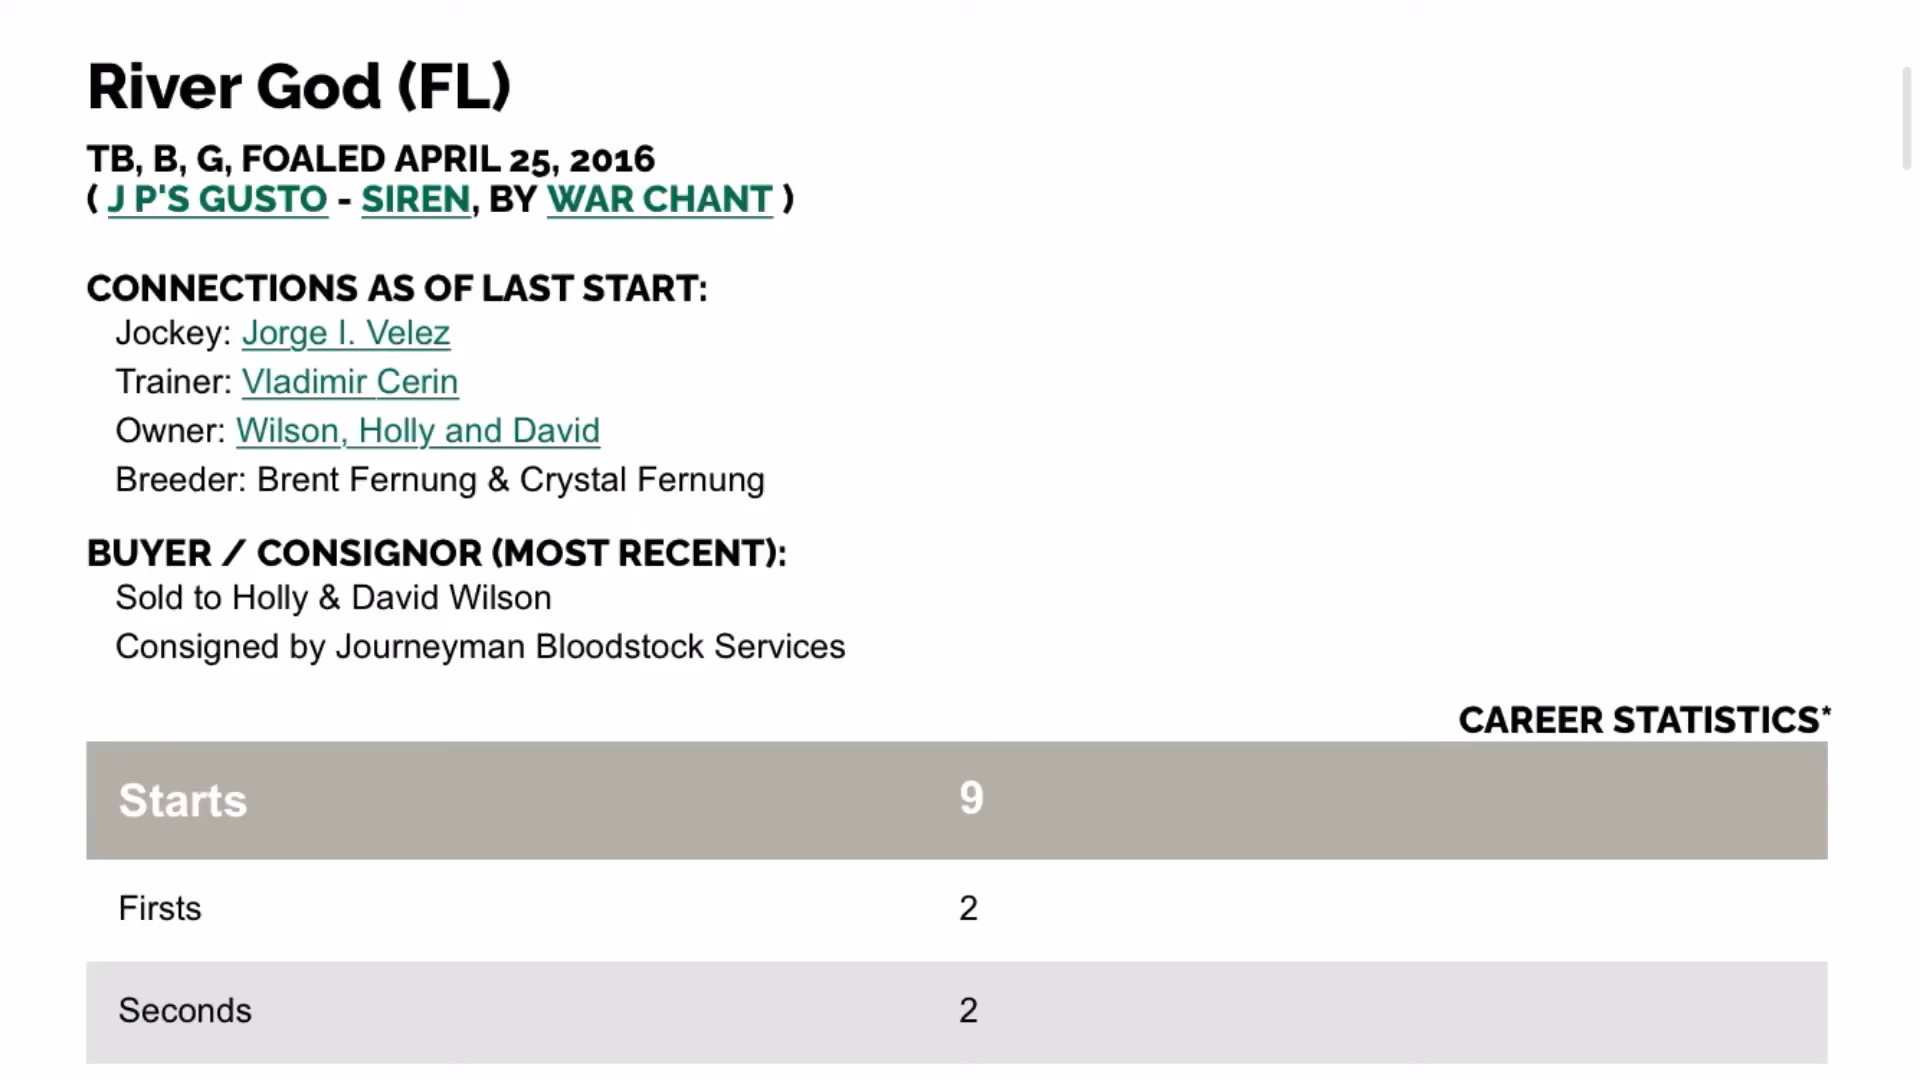 River God (FL)
TB, B, G, FOALED APRIL 25, 2016
( J P'S GUSTO - SIREN, BY WAR CHANT )
CONNECTIONS AS OF LAST START:
Jockey: Jorge I. Velez
Trainer: Vladimir Cerin
Owner: Wilson, Holly and David
Breeder: Brent Fernung & Crystal Fernung
BUYER / CONSIGNOR (MOST RECENT):
Sold to Holly & David Wilson
Consigned by Journeyman Bloodstock Services
CAREER STATISTICS*
Starts 9
Firsts 2
Seconds 2